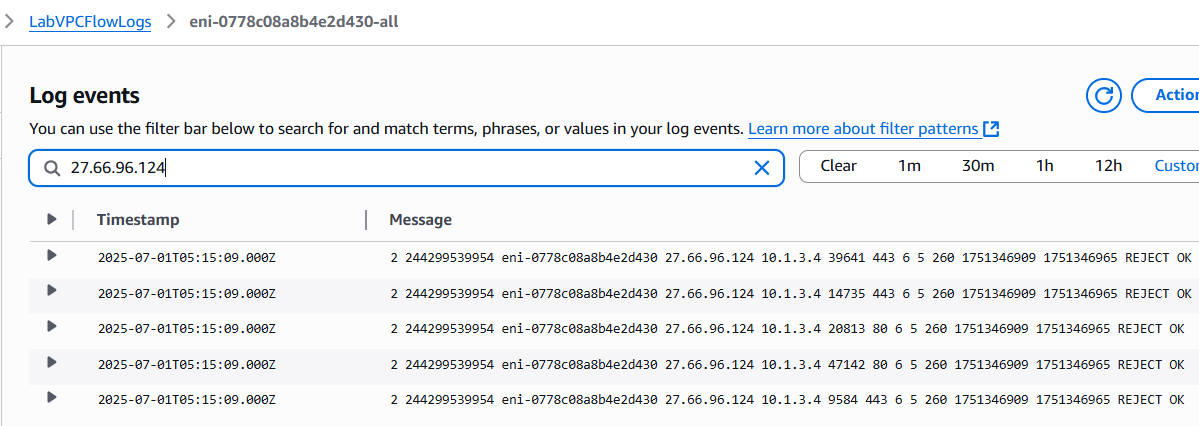 LabVPCFlowLogs eni-0778c08a8b4e2d430-all
Log events
Action
You can use the filter bar below to search for and match terms, phrases, or values in your log events. Learn more about filter patterns
27.66.96.124 Clear 1m 30m 1h 12h Custom
Timestamp Message
2025-07-01T05:15:09.000Z 2 244299539954 eni-0778c08a8b4e2d430 27.66.96.124 10.1.3.4 39641 443 6 5 260 1751346909 1751346965 REJECT OK
2025-07-01T05:15:09.000Z 2 244299539954 eni-0778c08a8b4e2d430 27.66.96.124 10.1.3.4 14735 443 6 5 260 1751346909 1751346965 REJECT OK
2025-07-01T05:15:09.000Z 2 244299539954 eni-0778c08a8b4e2d430 27.66.96.124 10.1.3.4 20813 80 6 5 260 1751346909 1751346965 REJECT OK
2025-07-01T05:15:09.000Z 2 244299539954 eni-0778c08a8b4e2d430 27.66.96.124 10.1.3.4 47142 80 6 5 260 1751346909 1751346965 REJECT OK
2025-07-01T05:15:09.000Z 2 244299539954 eni-0778c08a8b4e2d430 27.66.96.124 10.1.3.4 9584 443 6 5 260 1751346909 1751346965 REJECT OK